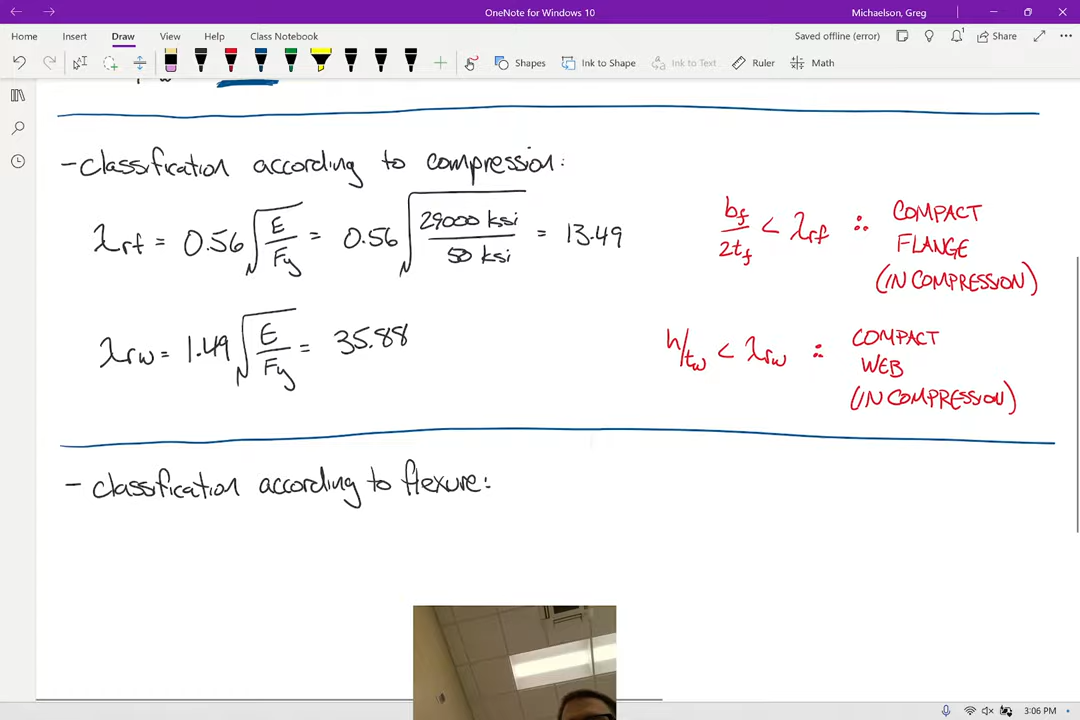 OneNote for Windows 10
Michaelson, Greg
Home Insert Draw View Help Class Notebook
Saved offline (error)
Share
Shapes
Ink to Shape
Ink to Text
Ruler
Math
- classification according to compression:
λrf = 0.56 √(E/Fy) = 0.56 √(29000 ksi/50 ksi) = 13.49
bf/2tf < λrf ∴ COMPACT
FLANGE
(IN COMPRESSION)
λrw = 1.49 √(E/Fy) = 35.88
h/tw < λrw ∴ COMPACT
WEB
(IN COMPRESSION)
- classification according to flexure:
3:06 PM